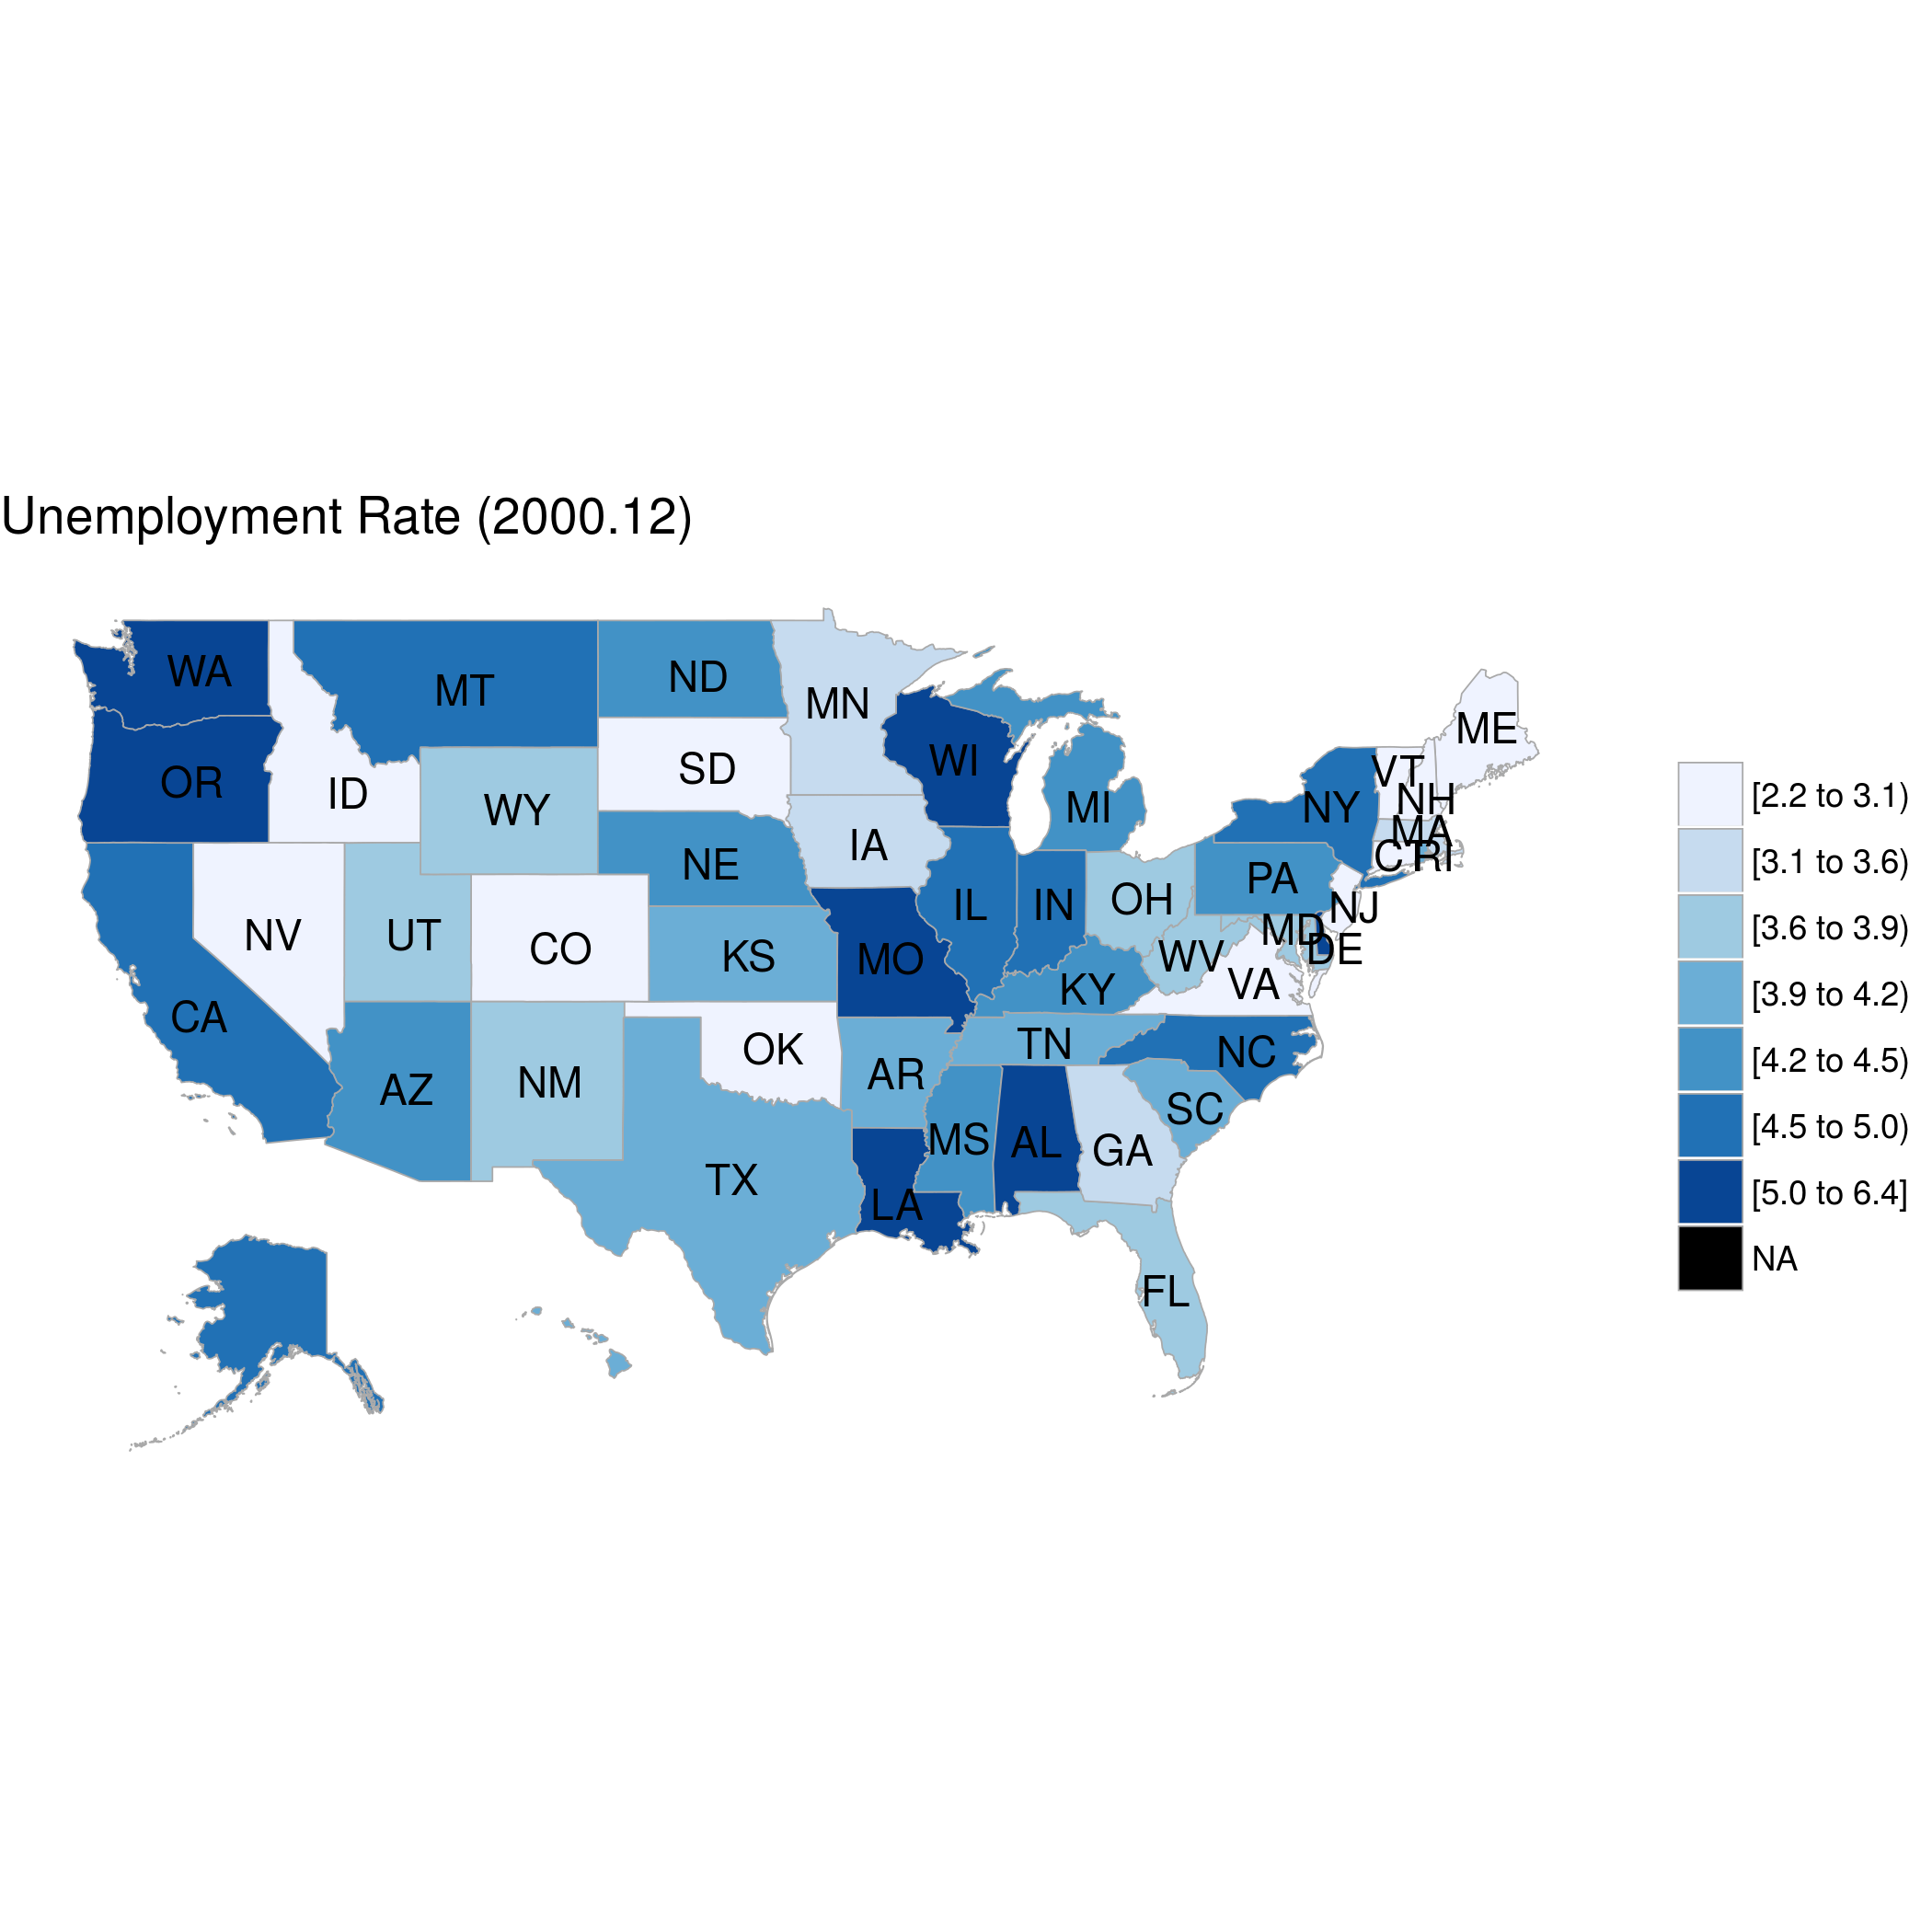 Unemployment Rate (2000.12)
WA
MT
ND
MN
ME
OR
ID
WY
SD
WI
MI
NY
VT
NH
MA
C
RI
NE
IA
PA
NJ
NV
UT
CO
KS
MO
IL
IN
OH
MD
DE
WV
VA
KY
CA
AZ
NM
OK
AR
TN
NC
SC
TX
LA
MS
AL
GA
FL
[2.2 to 3.1)
[3.1 to 3.6)
[3.6 to 3.9)
[3.9 to 4.2)
[4.2 to 4.5)
[4.5 to 5.0)
[5.0 to 6.4]
NA